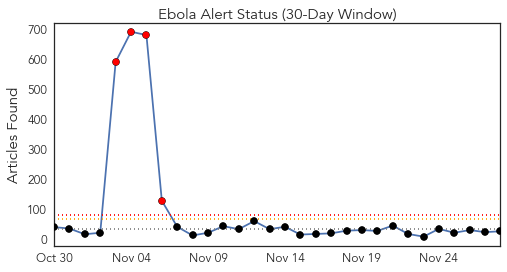 Ebola Alert Status (30-Day Window)
Articles Found
700
600
500
400
300
200
100
0
Oct 30
Nov 04
Nov 09
Nov 14
Nov 19
Nov 24